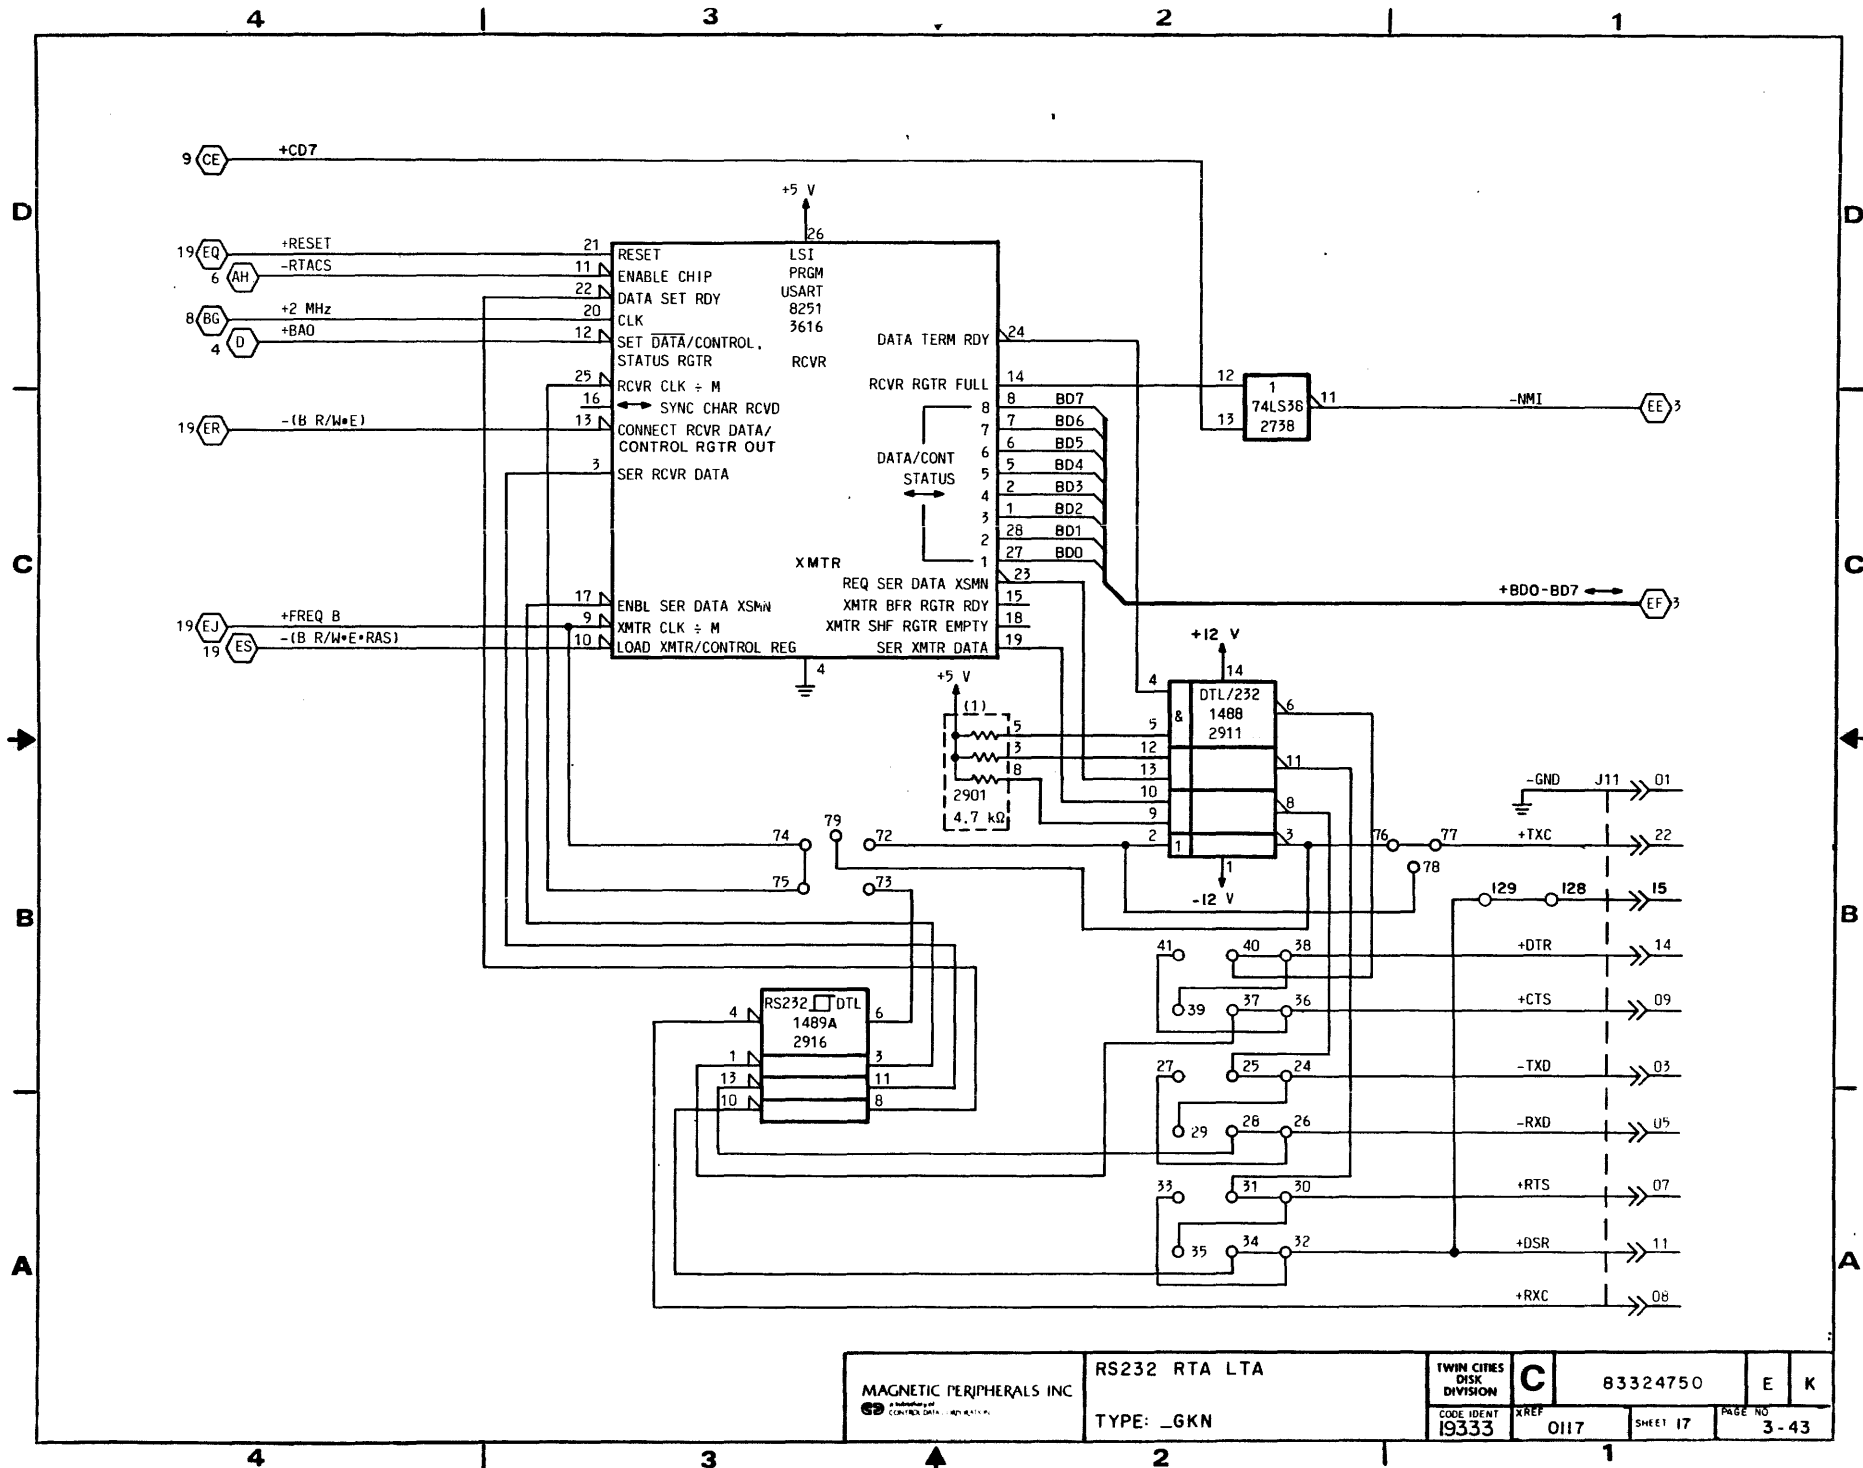 4 3 2 1
D D
C C
B B
A A
9 CE +CD7
+5 V
26
19 EQ +RESET 21 RESET
6 AH -RTACS 11 ENABLE CHIP
22 DATA SET RDY
8 BG +2 MHz 20 CLK
4 D +BA0 12 SET DATA/CONTROL,
STATUS RGTR
25 RCVR CLK ÷ M
16 ↔ SYNC CHAR RCVD
19 ER -(B R/W•E) 13 CONNECT RCVR DATA/
CONTROL RGTR OUT
3 SER RCVR DATA
17 ENBL SER DATA XSMN
19 EJ +FREQ B 9 XMTR CLK ÷ M
19 ES -(B R/W•E•RAS) 10 LOAD XMTR/CONTROL REG
LSI
PRGM
USART
8251
3616
RCVR
XMTR
4
DATA TERM RDY 24
RCVR RGTR FULL 14
DATA/CONT
STATUS
↔
8 8 BD7
7 7 BD6
6 6 BD5
5 5 BD4
4 2 BD3
3 1 BD2
2 28 BD1
1 27 BD0
REQ SER DATA XSMN 23
XMTR BFR RGTR RDY 15
XMTR SHF RGTR EMPTY 18
SER XMTR DATA 19
12 13
1
74LS38
2738
11 -NMI EE 3
+BD0-BD7 ↔ EF 3
+5 V
(1)
5
3
8
2901
4.7 kΩ
+12 V
14
4 5 12 13 10 9 2
&
DTL/232
1488
2911
1
6 11 8 3
1
-12 V
74 79 72
75 73
76 77
78
129 128
41 40 38
39 37 36
27 25 24
29 28 26
33 31 30
35 34 32
RS232 DTL
1489A
2916
4 1 13 10
6 3 11 8
-GND J11 01
+TXC 22
15
+DTR 14
+CTS 09
-TXD 03
-RXD 05
+RTS 07
+DSR 11
+RXC 08
MAGNETIC PERIPHERALS INC
a subsidiary of
CONTROL DATA CORPORATION
RS232 RTA LTA
TYPE: _GKN
TWIN CITIES
DISK
DIVISION
C 83324750 E K
CODE IDENT
19333
XREF
0117
SHEET 17
PAGE NO
3-43
4 3 2 1